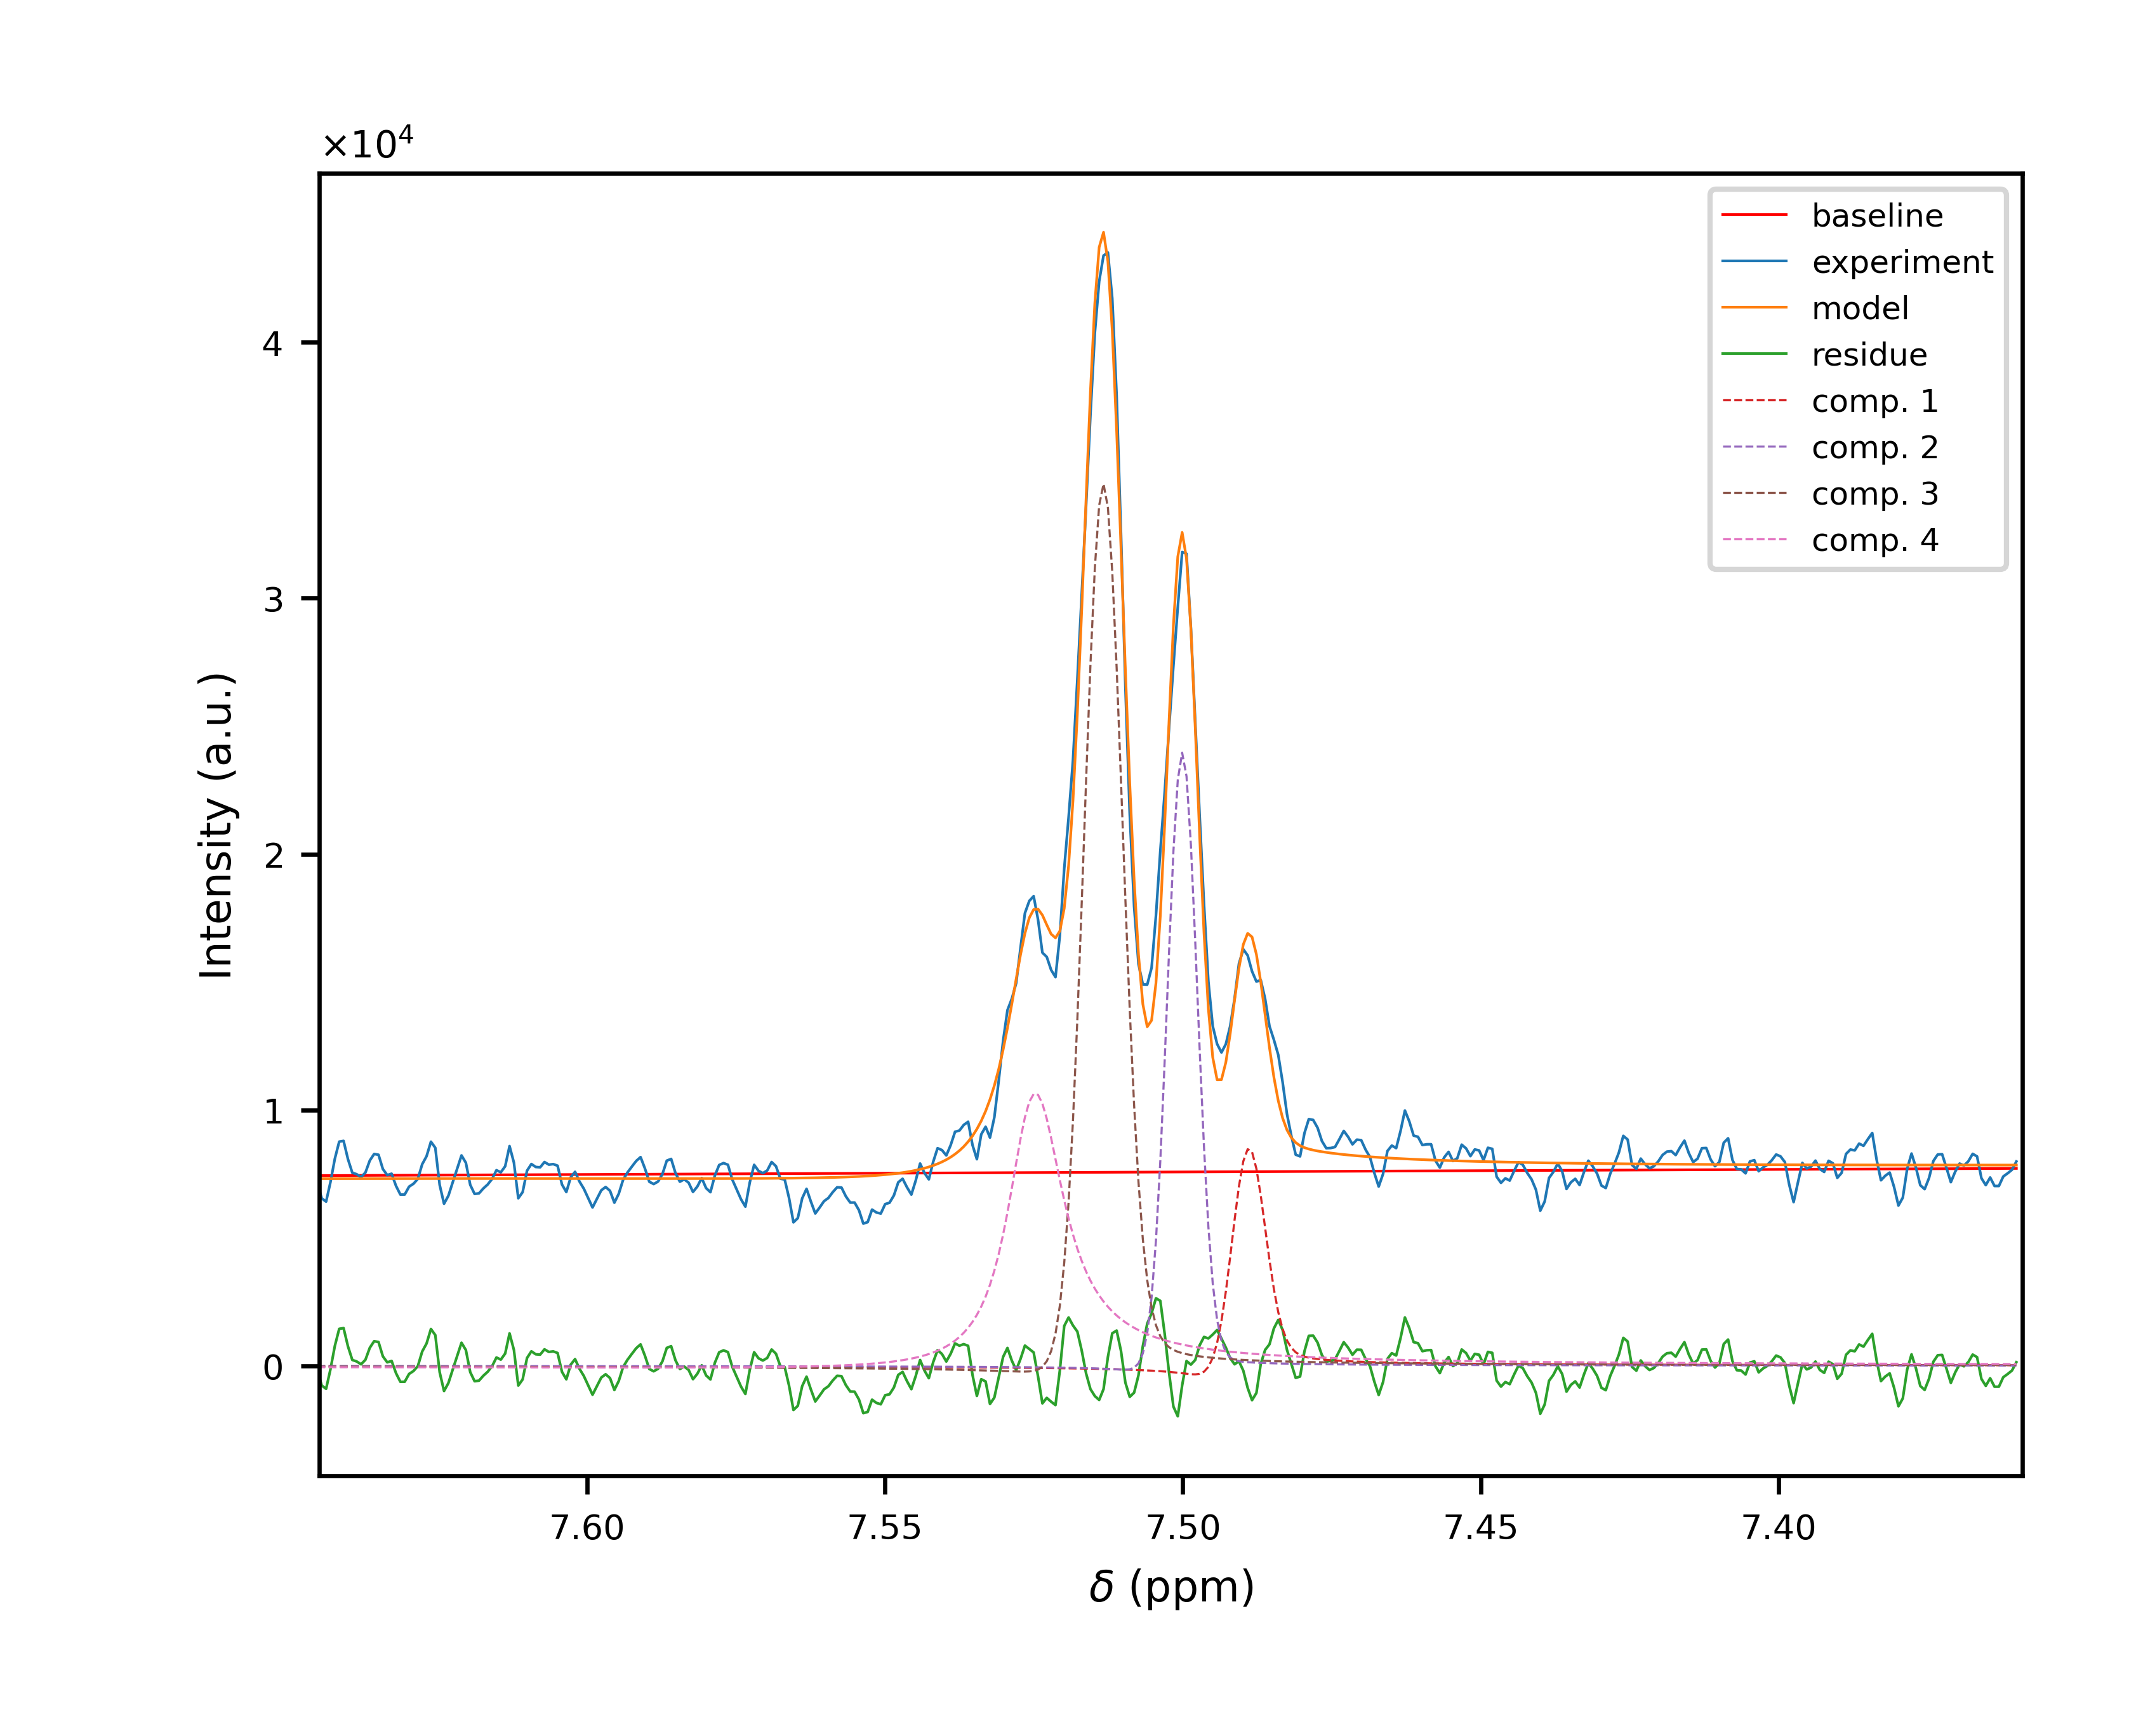 ×10⁴
baseline
experiment
model
residue
comp. 1
comp. 2
comp. 3
comp. 4
4
3
2
1
0
Intensity (a.u.)
7.60 7.55 7.50 7.45 7.40
δ (ppm)